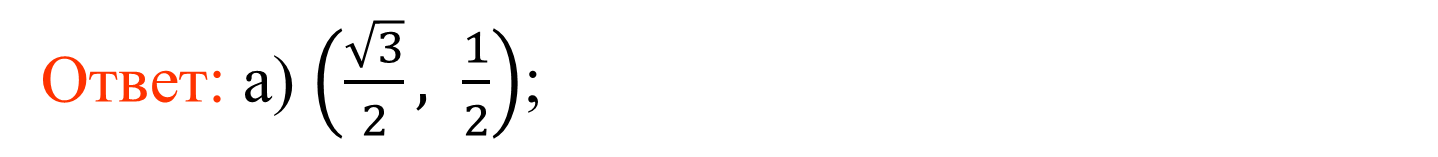 Ответ: а) (√3/2, 1/2);